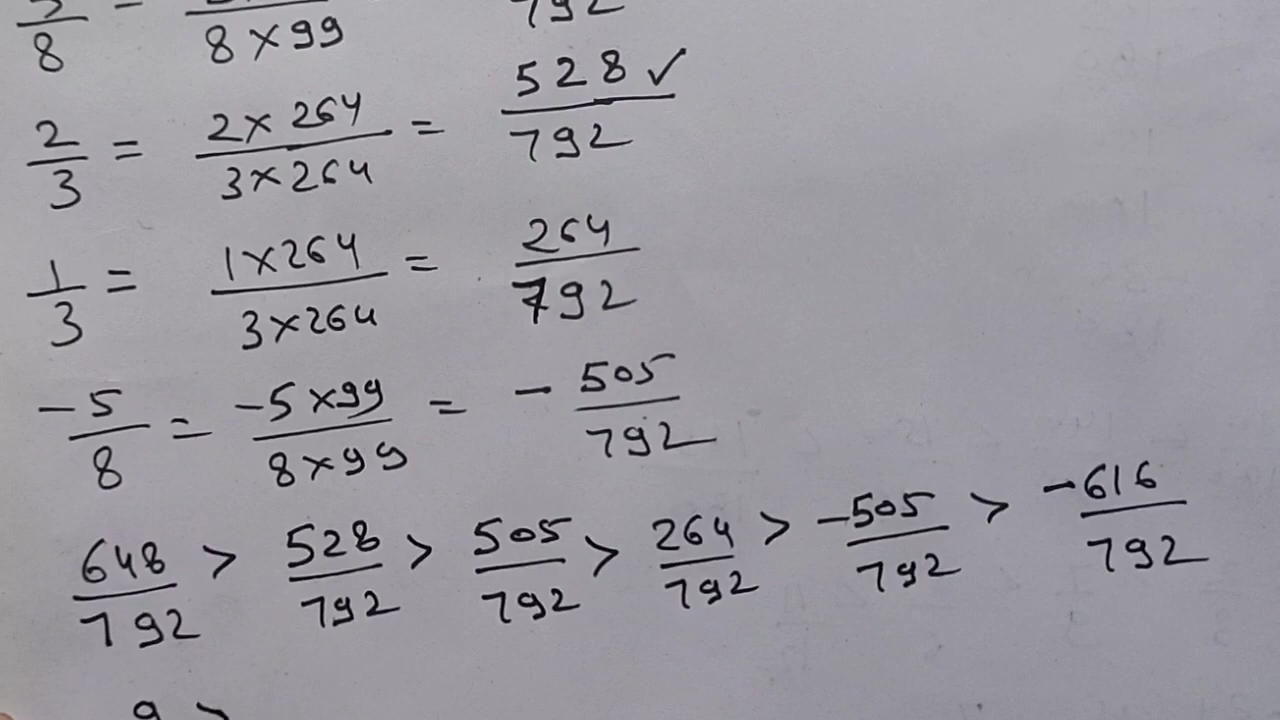 8 8×99 792
2/3 = 2×264/3×264 = 528/792 ✓
1/3 = 1×264/3×264 = 264/792
-5/8 = -5×99/8×99 = -505/792
648/792 > 528/792 > 505/792 > 264/792 > -505/792 > -616/792